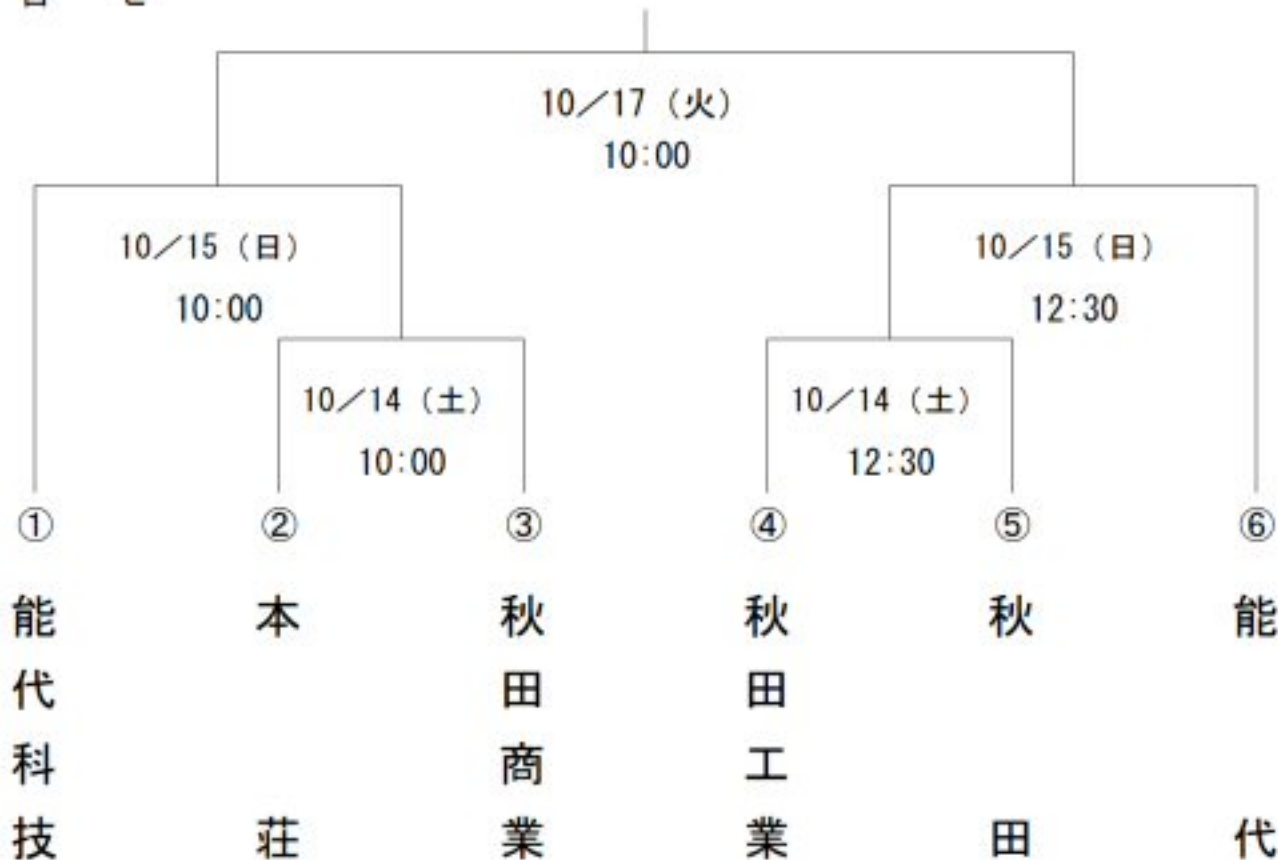 10／17（火）
10:00
10／15（日）
10:00
10／15（日）
12:30
10／14（土）
10:00
10／14（土）
12:30
① ② ③ ④ ⑤ ⑥
能代科技
本荘
秋田商業
秋田工業
秋田
能代